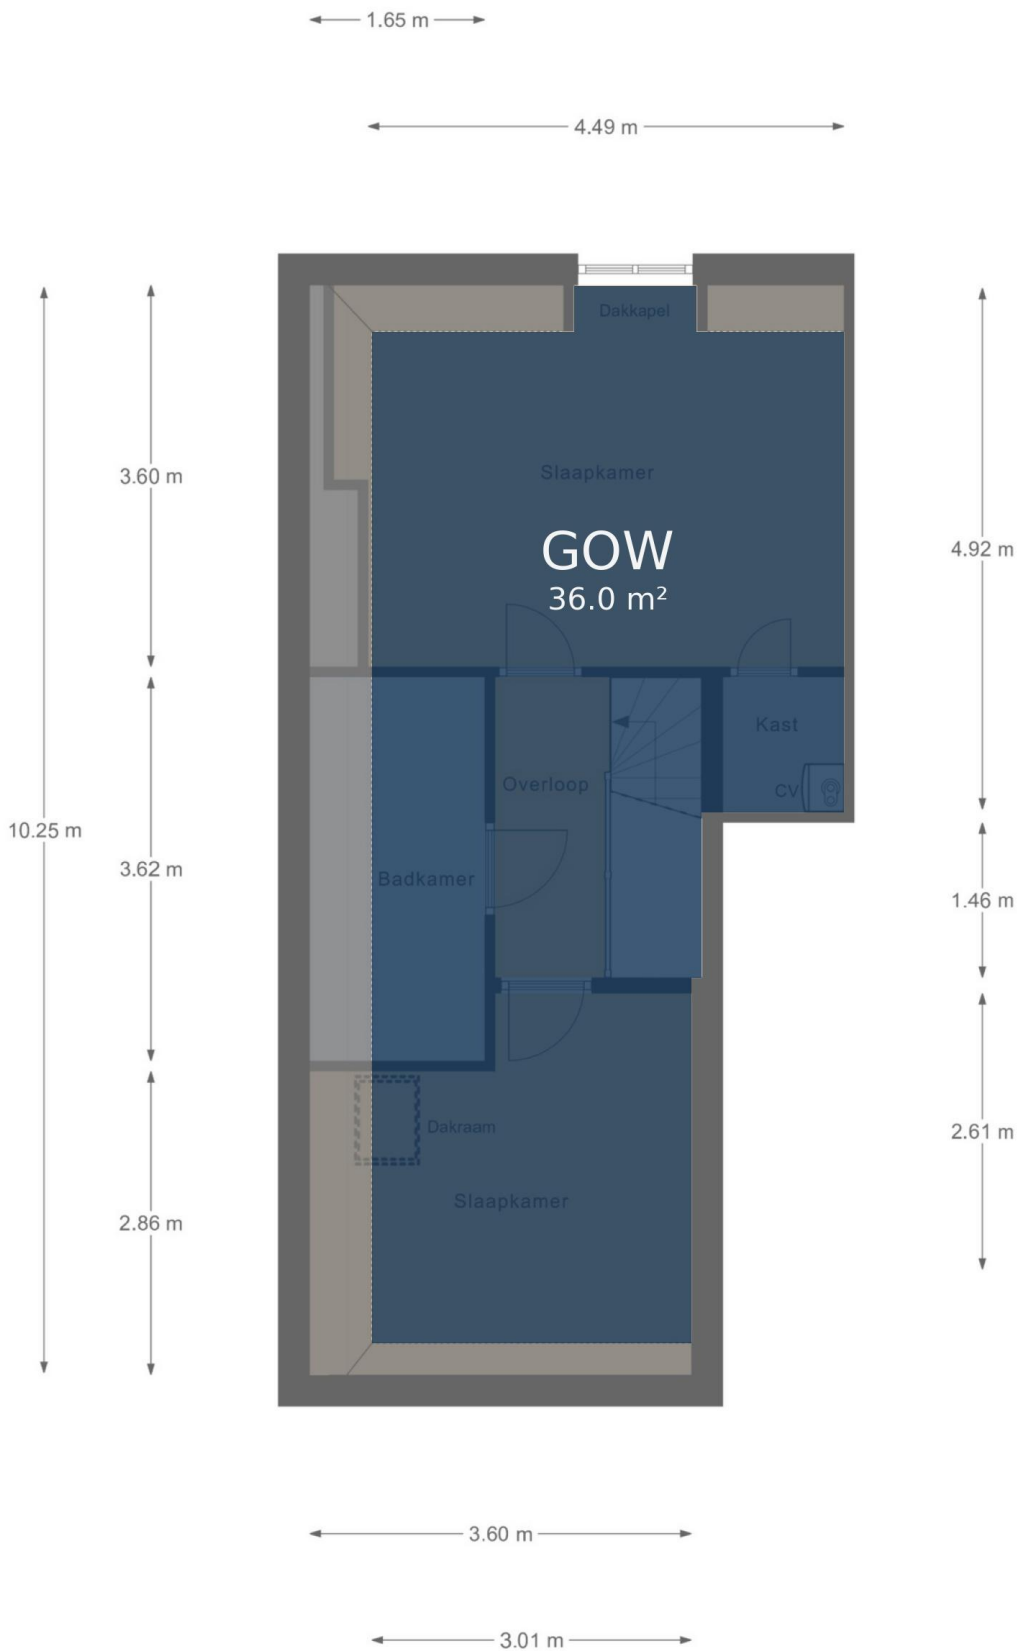 1.65 m
4.49 m
Dakkapel
3.60 m
Slaapkamer
4.92 m
GOW
36.0 m²
Kast
Overloop
CV
10.25 m
3.62 m
Badkamer
1.46 m
Dakraam
2.61 m
Slaapkamer
2.86 m
3.60 m
3.01 m